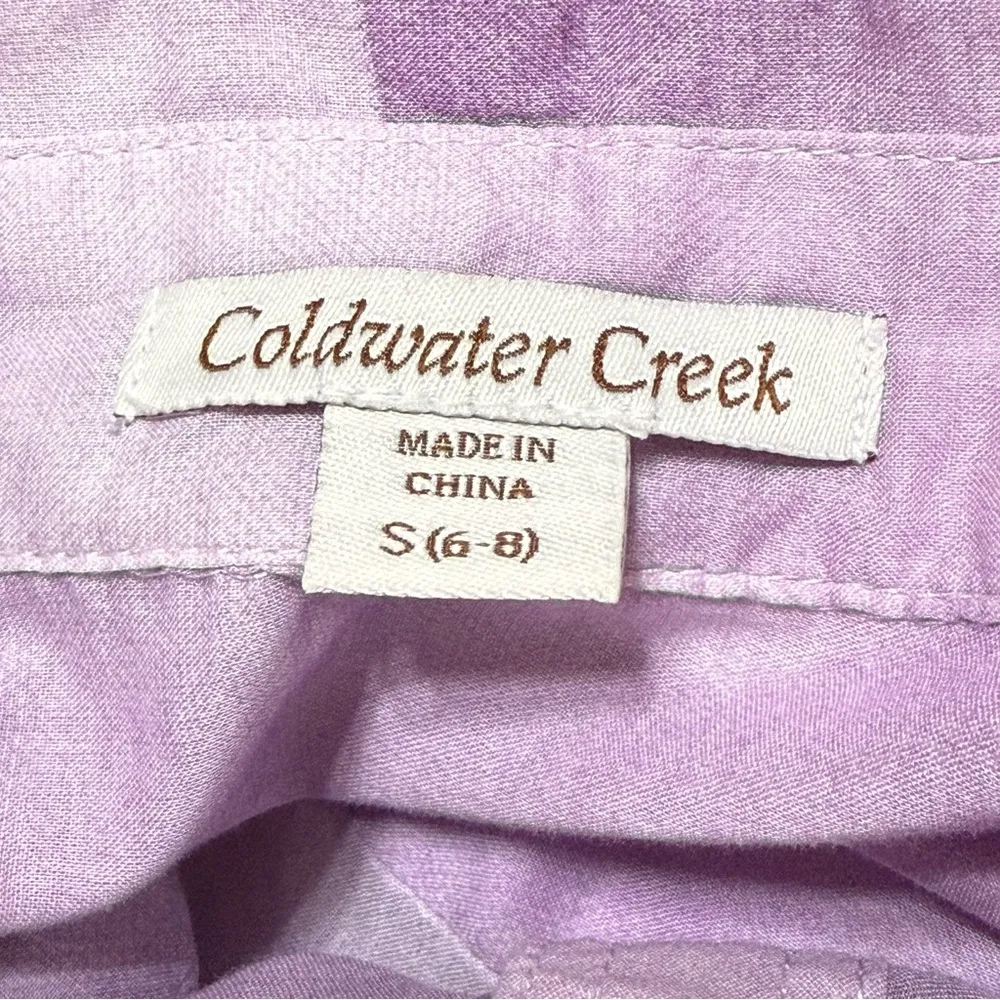 Coldwater Creek
MADE IN
CHINA
S (6-8)